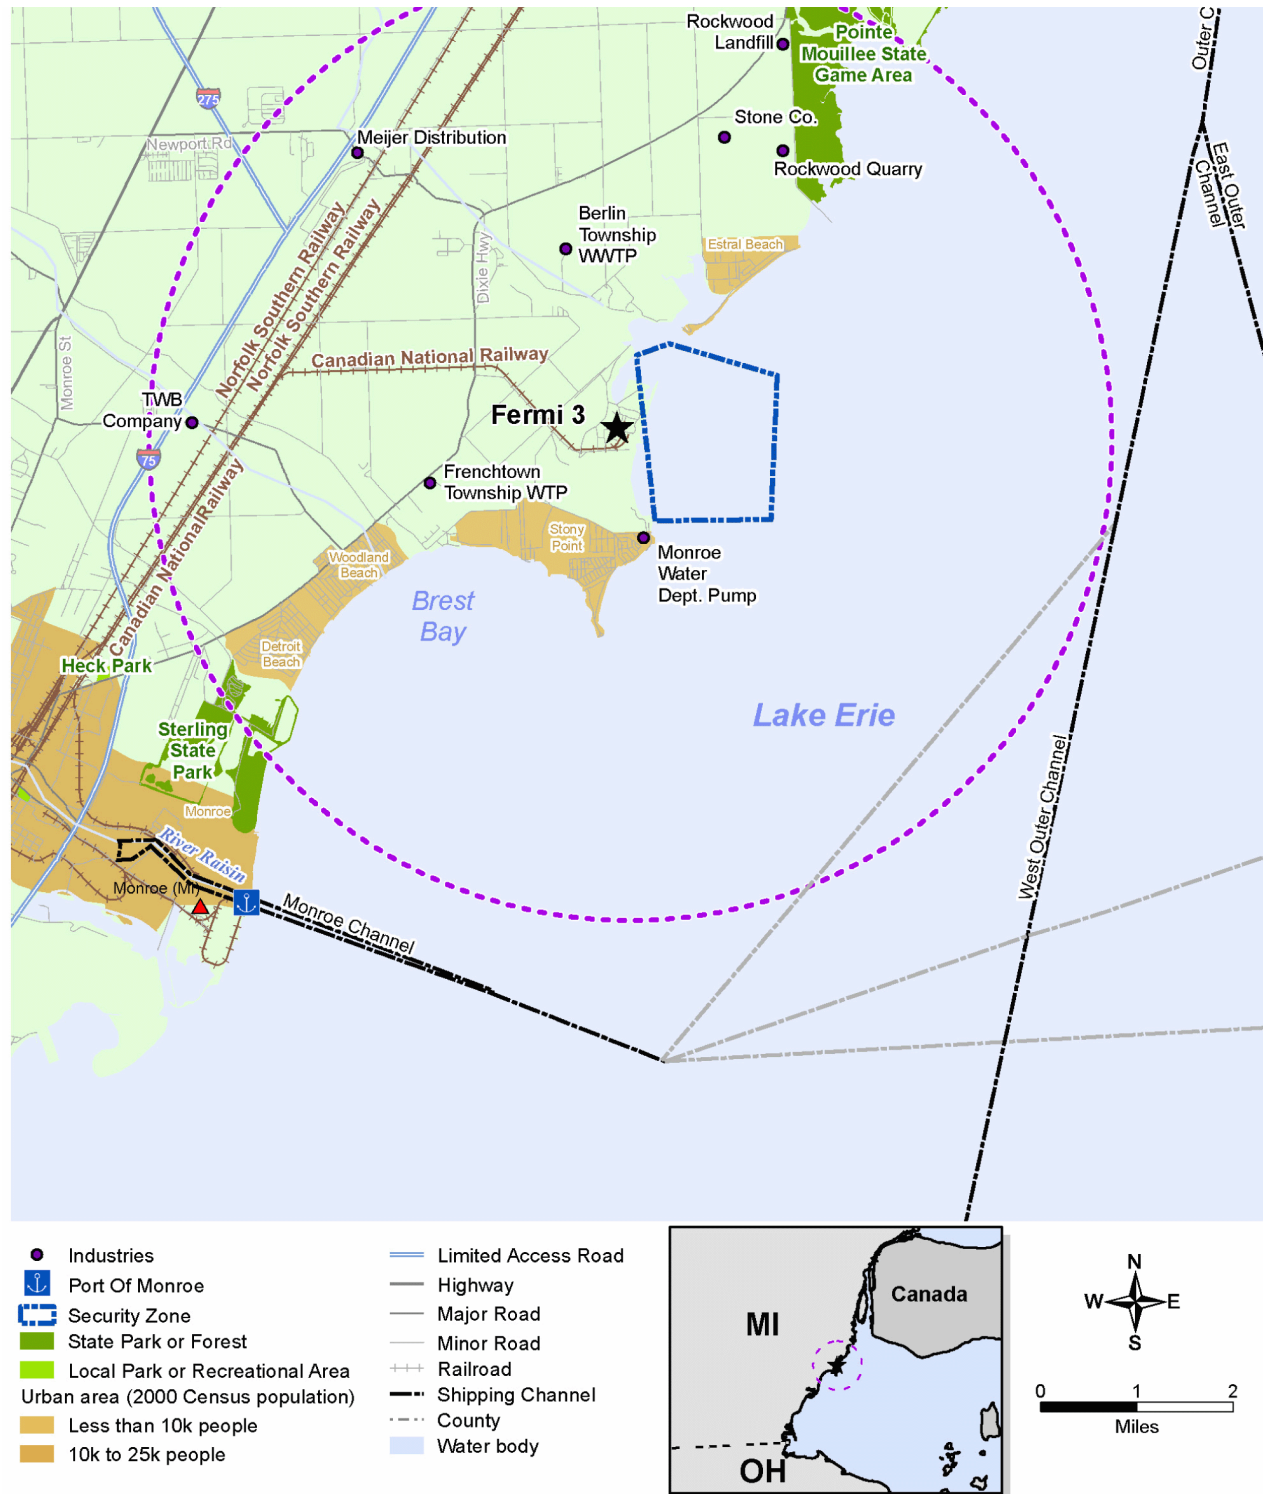 Rockwood
Landfill
Pointe
Mouillee State
Game Area
Outer C
275
Stone Co.
Newport Rd
Meijer Distribution
Rockwood Quarry
East Outer
Channel
Berlin
Township
WWTP
Estral Beach
Norfolk Southern Railway
Norfolk Southern Railway
Dixie Hwy
Monroe St
Canadian National Railway
TWB
Company
Fermi 3
75
Frenchtown
Township WTP
Canadian NationalRailway
Stony
Point
Woodland
Beach
Monroe
Water
Dept. Pump
Brest
Bay
Detroit
Beach
Heck Park
Lake Erie
Sterling
State
Park
Monroe
West Outer Channel
River Raisin
Monroe (MI)
Monroe Channel
Industries
Port Of Monroe
Security Zone
State Park or Forest
Local Park or Recreational Area
Urban area (2000 Census population)
Less than 10k people
10k to 25k people
Limited Access Road
Highway
Major Road
Minor Road
Railroad
Shipping Channel
County
Water body
MI
Canada
OH
N
W
E
S
0 1 2
Miles